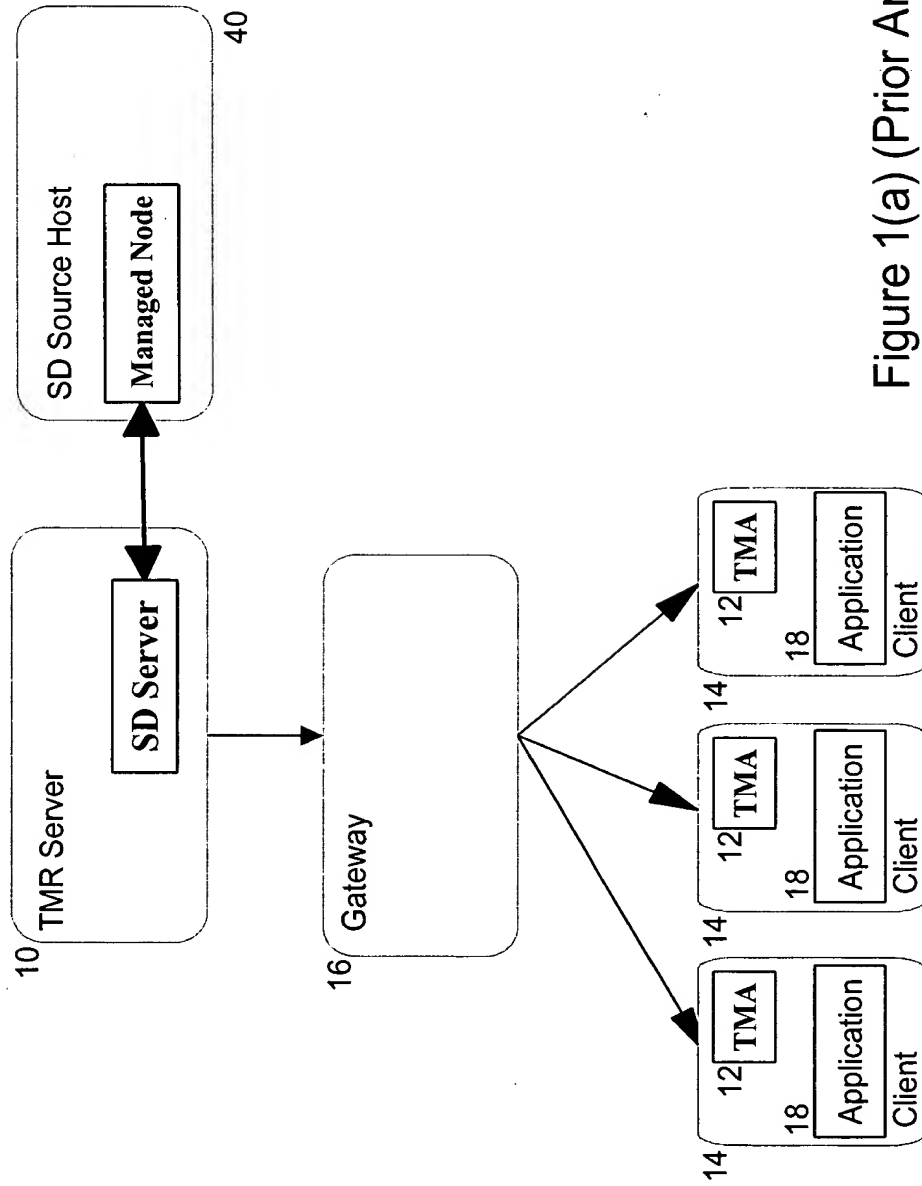 10
TMR Server
SD Server
SD Source Host
Managed Node
40
16
Gateway
14
12
TMA
18
Application
Client
14
12
TMA
18
Application
Client
14
12
TMA
18
Application
Client
Figure 1(a) (Prior Ar